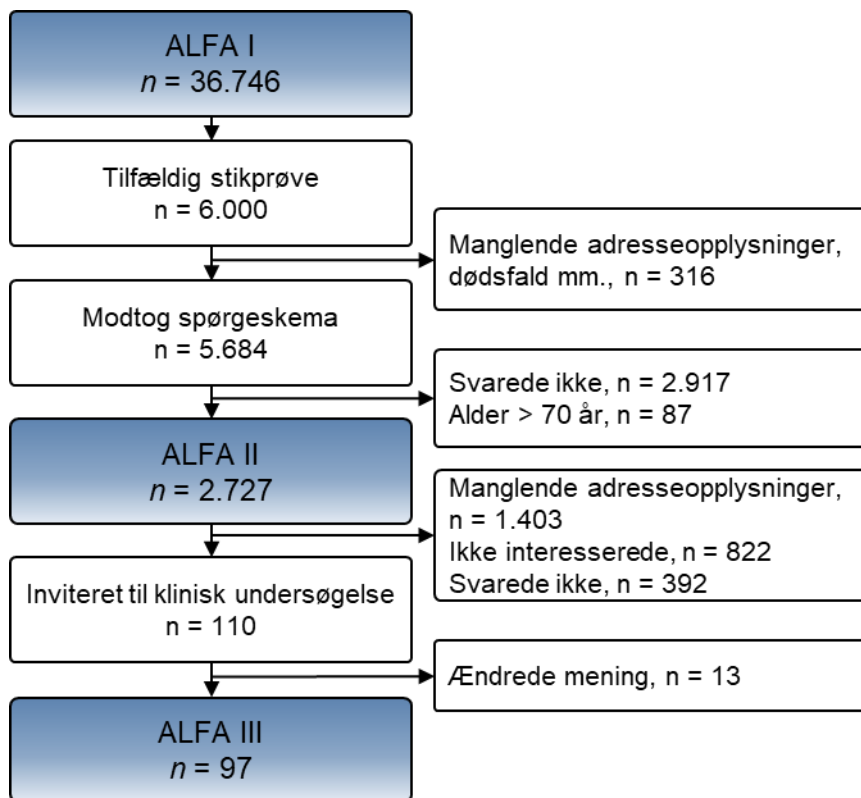 ALFA I
n = 36.746
Tilfældig stikprøve
n = 6.000
Manglende adresseopplysninger,
dødsfald mm., n = 316
Modtog spørgeskema
n = 5.684
Svarede ikke, n = 2.917
Alder > 70 år, n = 87
ALFA II
n = 2.727
Manglende adresseopplysninger,
n = 1.403
Ikke interesserede, n = 822
Svarede ikke, n = 392
Inviteret til klinisk undersøgelse
n = 110
Ændrede mening, n = 13
ALFA III
n = 97